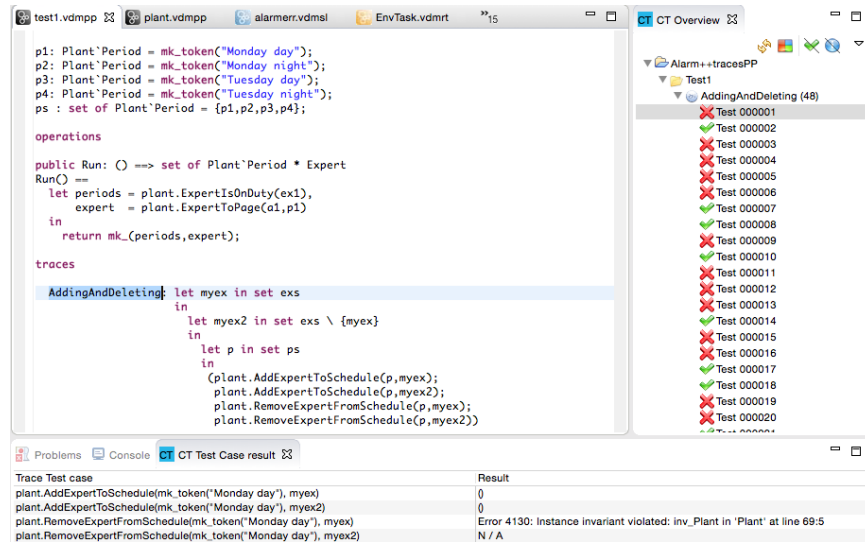 test1.vdmpp plant.vdmpp alarmerr.vdmsl EnvTask.vdmrt »15
p1: Plant`Period = mk_token("Monday day");
p2: Plant`Period = mk_token("Monday night");
p3: Plant`Period = mk_token("Tuesday day");
p4: Plant`Period = mk_token("Tuesday night");
ps : set of Plant`Period = {p1,p2,p3,p4};
operations
public Run: () ==> set of Plant`Period * Expert
Run() ==
let periods = plant.ExpertIsOnDuty(ex1),
expert = plant.ExpertToPage(a1,p1)
in
return mk_(periods,expert);
traces
AddingAndDeleting: let myex in set exs
in
let myex2 in set exs \ {myex}
in
let p in set ps
in
(plant.AddExpertToSchedule(p,myex);
plant.AddExpertToSchedule(p,myex2);
plant.RemoveExpertFromSchedule(p,myex);
plant.RemoveExpertFromSchedule(p,myex2))
CT CT Overview
Alarm++tracesPP
Test1
AddingAndDeleting (48)
Test 000001
Test 000002
Test 000003
Test 000004
Test 000005
Test 000006
Test 000007
Test 000008
Test 000009
Test 000010
Test 000011
Test 000012
Test 000013
Test 000014
Test 000015
Test 000016
Test 000017
Test 000018
Test 000019
Test 000020
Problems Console CT CT Test Case result
Trace Test case Result
plant.AddExpertToSchedule(mk_token("Monday day"), myex) ()
plant.AddExpertToSchedule(mk_token("Monday day"), myex2) ()
plant.RemoveExpertFromSchedule(mk_token("Monday day"), myex) Error 4130: Instance invariant violated: inv_Plant in 'Plant' at line 69:5
plant.RemoveExpertFromSchedule(mk_token("Monday day"), myex2) N / A